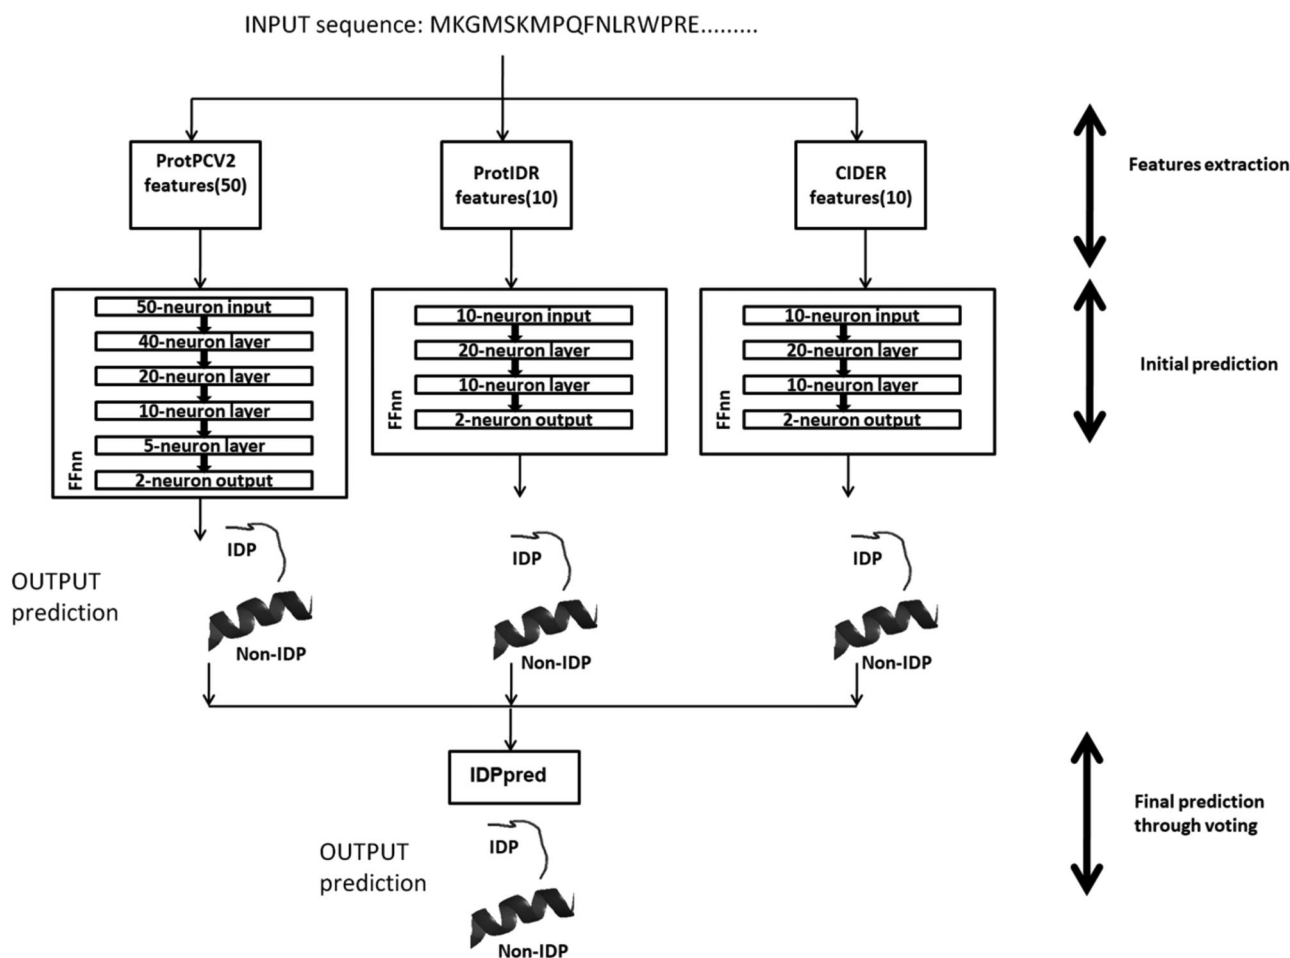 INPUT sequence: MKGMSKMPQFNLRWPRE.........
ProtPCV2
features(50)
ProtIDR
features(10)
CIDER
features(10)
Features extraction
50-neuron input
40-neuron layer
20-neuron layer
10-neuron layer
5-neuron layer
2-neuron output
FFnn
10-neuron input
20-neuron layer
10-neuron layer
2-neuron output
FFnn
10-neuron input
20-neuron layer
10-neuron layer
2-neuron output
FFnn
Initial prediction
OUTPUT
prediction
IDP
Non-IDP
IDP
Non-IDP
IDP
Non-IDP
IDPpred
OUTPUT
prediction
IDP
Non-IDP
Final prediction
through voting